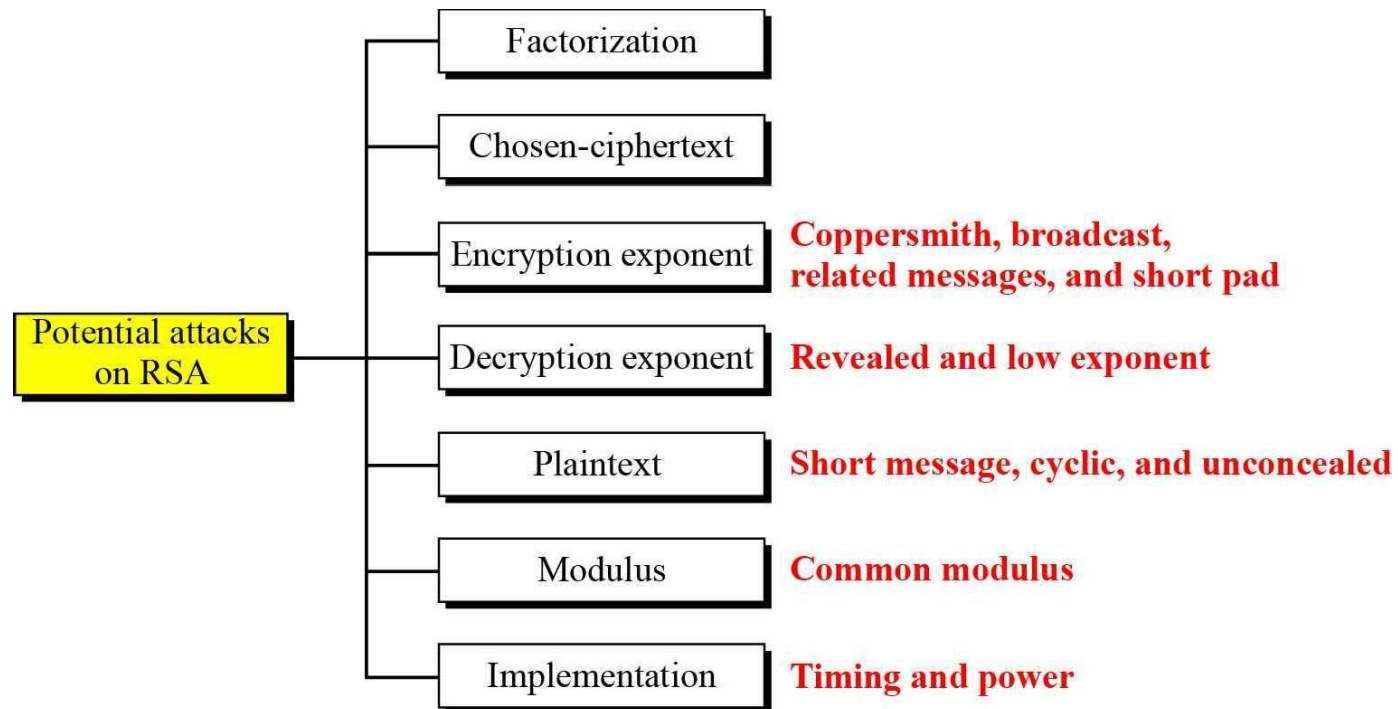 Factorization
Chosen-ciphertext
Encryption exponent
Coppersmith, broadcast,
related messages, and short pad
Potential attacks
on RSA
Decryption exponent
Revealed and low exponent
Plaintext
Short message, cyclic, and unconcealed
Modulus
Common modulus
Implementation
Timing and power